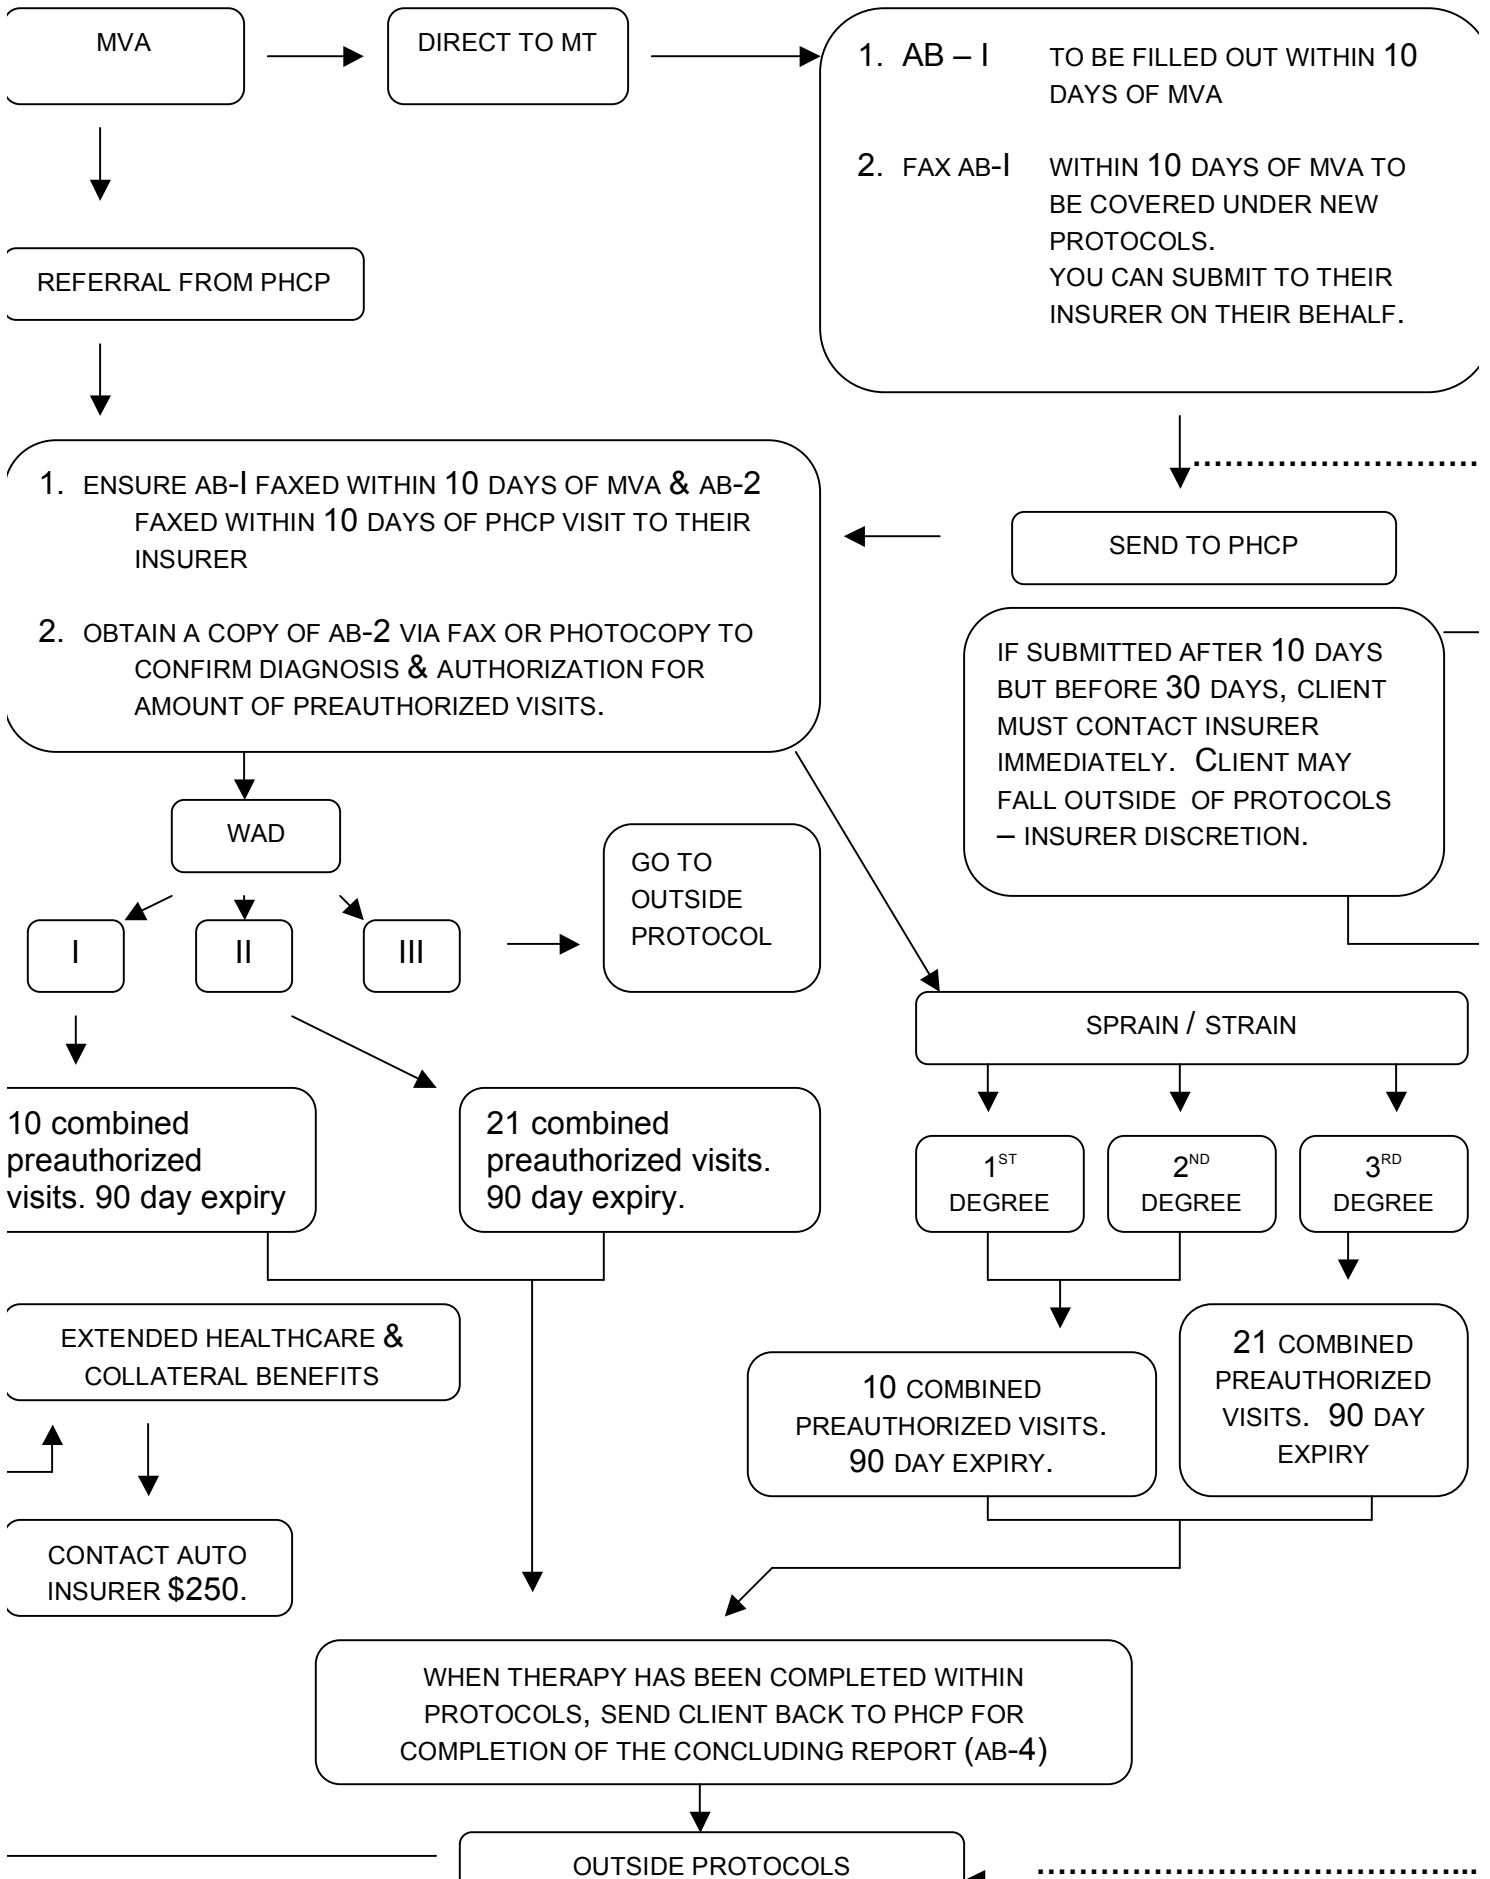 MVA
DIRECT TO MT
1. AB – I TO BE FILLED OUT WITHIN 10
DAYS OF MVA
2. FAX AB-I WITHIN 10 DAYS OF MVA TO
BE COVERED UNDER NEW
PROTOCOLS.
YOU CAN SUBMIT TO THEIR
INSURER ON THEIR BEHALF.
REFERRAL FROM PHCP
1. ENSURE AB-I FAXED WITHIN 10 DAYS OF MVA & AB-2
FAXED WITHIN 10 DAYS OF PHCP VISIT TO THEIR
INSURER
2. OBTAIN A COPY OF AB-2 VIA FAX OR PHOTOCOPY TO
CONFIRM DIAGNOSIS & AUTHORIZATION FOR
AMOUNT OF PREAUTHORIZED VISITS.
SEND TO PHCP
IF SUBMITTED AFTER 10 DAYS
BUT BEFORE 30 DAYS, CLIENT
MUST CONTACT INSURER
IMMEDIATELY. CLIENT MAY
FALL OUTSIDE OF PROTOCOLS
– INSURER DISCRETION.
WAD
GO TO
OUTSIDE
PROTOCOL
I
II
III
SPRAIN / STRAIN
10 combined
preauthorized
visits. 90 day expiry
21 combined
preauthorized visits.
90 day expiry.
1ST
DEGREE
2ND
DEGREE
3RD
DEGREE
EXTENDED HEALTHCARE &
COLLATERAL BENEFITS
10 COMBINED
PREAUTHORIZED VISITS.
90 DAY EXPIRY.
21 COMBINED
PREAUTHORIZED
VISITS. 90 DAY
EXPIRY
CONTACT AUTO
INSURER $250.
WHEN THERAPY HAS BEEN COMPLETED WITHIN
PROTOCOLS, SEND CLIENT BACK TO PHCP FOR
COMPLETION OF THE CONCLUDING REPORT (AB-4)
OUTSIDE PROTOCOLS